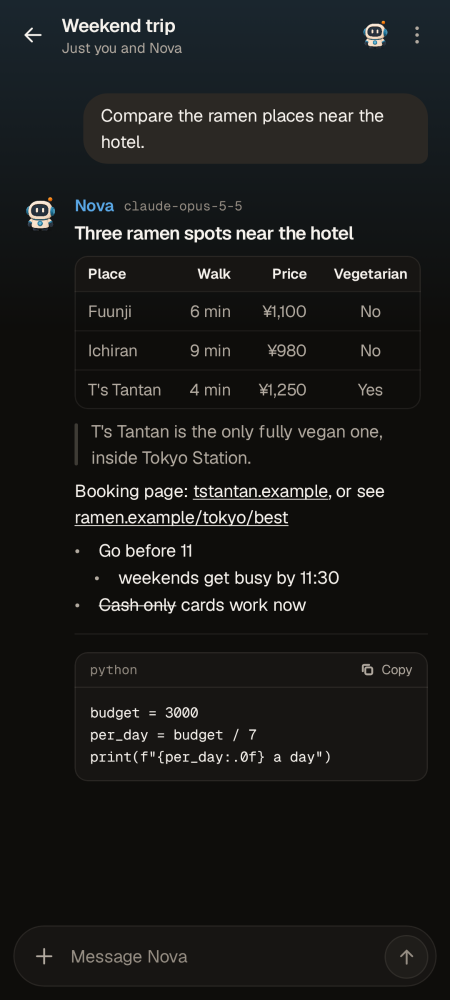 Weekend trip
Just you and Nova
Compare the ramen places near the
hotel.
Nova claude-opus-5-5
Three ramen spots near the hotel
Place Walk Price Vegetarian
Fuunji 6 min ¥1,100 No
Ichiran 9 min ¥980 No
T's Tantan 4 min ¥1,250 Yes
T's Tantan is the only fully vegan one,
inside Tokyo Station.
Booking page: tstantan.example, or see
ramen.example/tokyo/best
• Go before 11
• weekends get busy by 11:30
• Cash only cards work now
python Copy
budget = 3000
per_day = budget / 7
print(f"{per_day:.0f} a day")
Message Nova